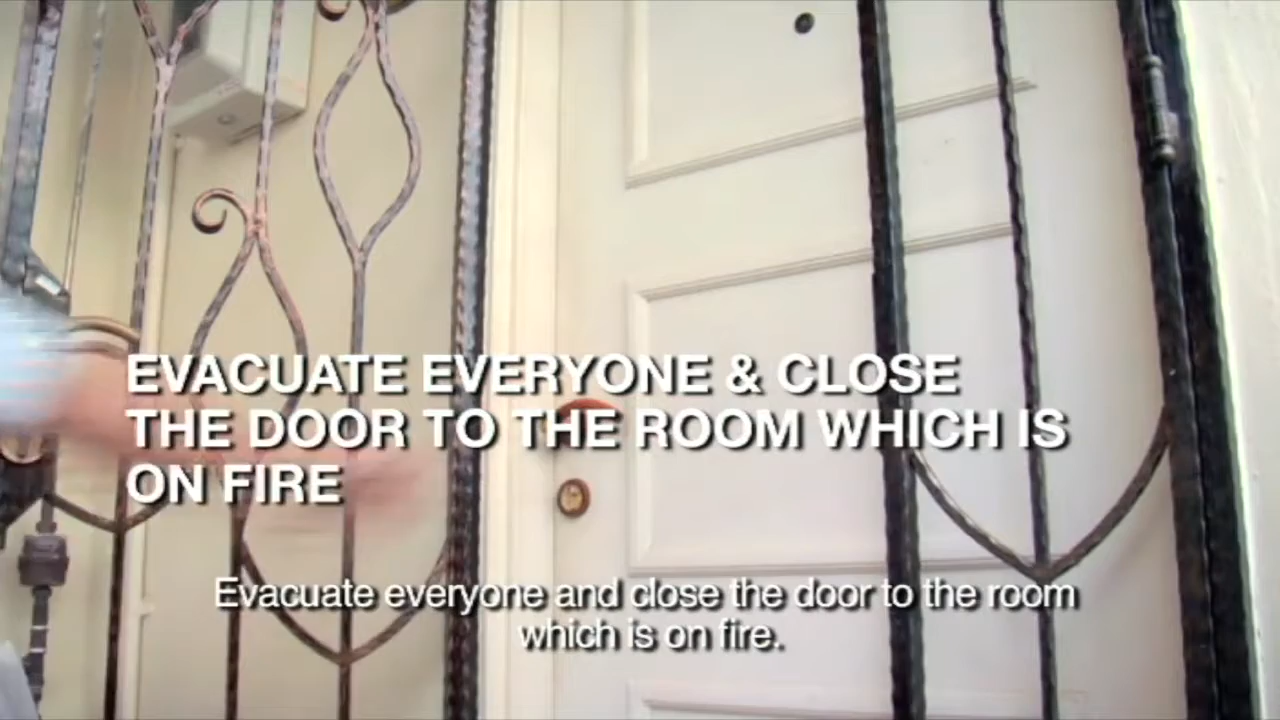 EVACUATE EVERYONE & CLOSE
THE DOOR TO THE ROOM WHICH IS
ON FIRE
Evacuate everyone and close the door to the room
which is on fire.